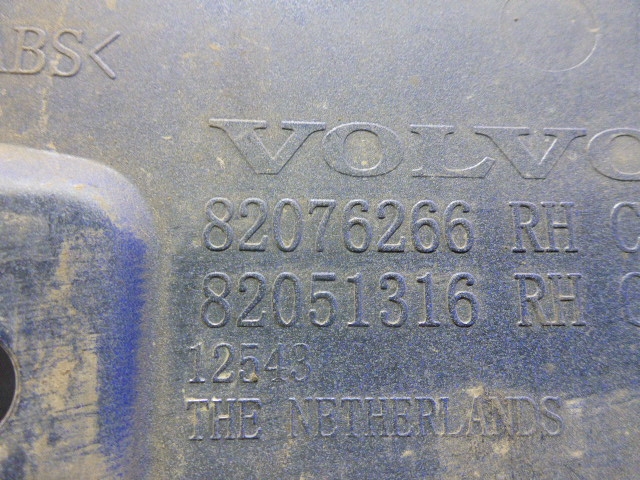 ABS<
VOLVO
82076266 RH C
82051316 RH
12543
THE NETHERLANDS